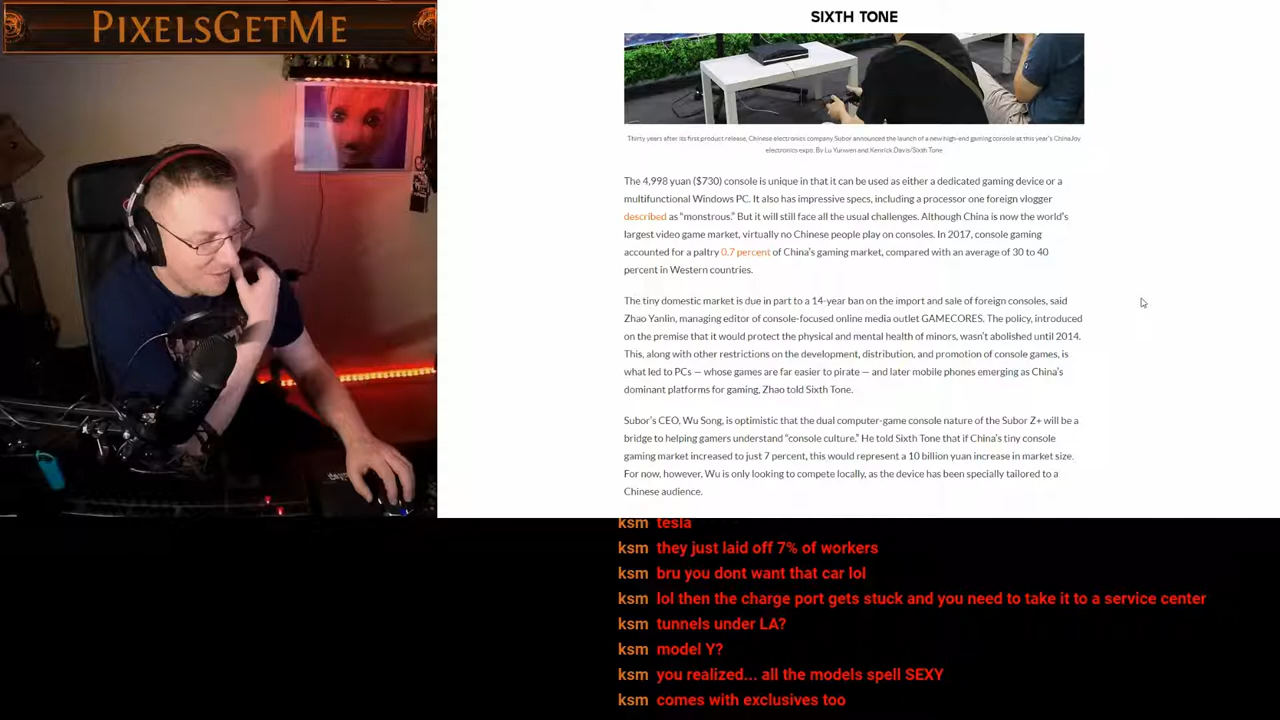 PIXELSGETME
SIXTH TONE
Thirty years after its first product release, Chinese electronics company Subor announced the launch of a new high-end gaming console at this year's ChinaJoy
electronics expo. By Lu Yunwen and Kenrick Davis/Sixth Tone
The 4,998 yuan ($730) console is unique in that it can be used as either a dedicated gaming device or a
multifunctional Windows PC. It also has impressive specs, including a processor one foreign vlogger
described as “monstrous.” But it will still face all the usual challenges. Although China is now the world’s
largest video game market, virtually no Chinese people play on consoles. In 2017, console gaming
accounted for a paltry 0.7 percent of China’s gaming market, compared with an average of 30 to 40
percent in Western countries.
The tiny domestic market is due in part to a 14-year ban on the import and sale of foreign consoles, said
Zhao Yanlin, managing editor of console-focused online media outlet GAMECORES. The policy, introduced
on the premise that it would protect the physical and mental health of minors, wasn’t abolished until 2014.
This, along with other restrictions on the development, distribution, and promotion of console games, is
what led to PCs — whose games are far easier to pirate — and later mobile phones emerging as China’s
dominant platforms for gaming, Zhao told Sixth Tone.
Subor’s CEO, Wu Song, is optimistic that the dual computer-game console nature of the Subor Z+ will be a
bridge to helping gamers understand “console culture.” He told Sixth Tone that if China’s tiny console
gaming market increased to just 7 percent, this would represent a 10 billion yuan increase in market size.
For now, however, Wu is only looking to compete locally, as the device has been specially tailored to a
Chinese audience.
ksm tesla
ksm they just laid off 7% of workers
ksm bru you dont want that car lol
ksm lol then the charge port gets stuck and you need to take it to a service center
ksm tunnels under LA?
ksm model Y?
ksm you realized... all the models spell SEXY
ksm comes with exclusives too